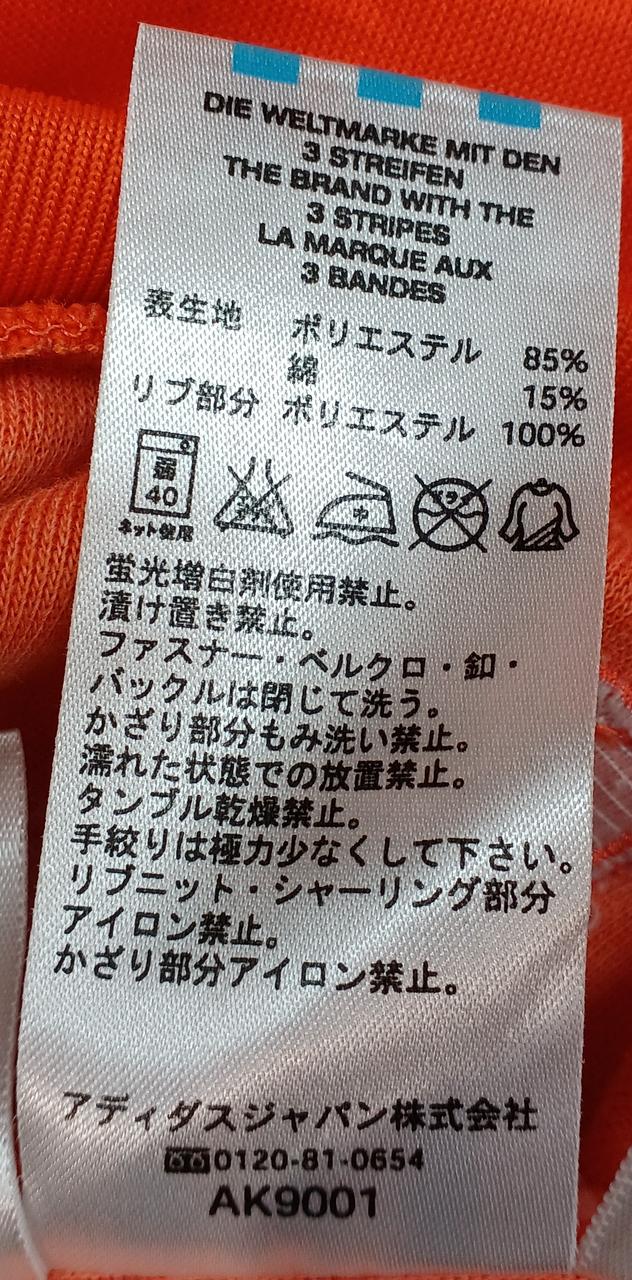 DIE WELTMARKE MIT DEN
3 STREIFEN
THE BRAND WITH THE
3 STRIPES
LA MARQUE AUX
3 BANDES
表生地 ポリエステル 85%
綿 15%
リブ部分 ポリエステル 100%
弱
40
ネット使用
蛍光増白剤使用禁止。
漬け置き禁止。
ファスナー・ベルクロ・釦・
バックルは閉じて洗う。
かざり部分もみ洗い禁止。
濡れた状態での放置禁止。
タンブル乾燥禁止。
手絞りは極力少なくして下さい。
リブニット・シャーリング部分
アイロン禁止。
かざり部分アイロン禁止。
アディダスジャパン株式会社
0120-81-0654
AK9001